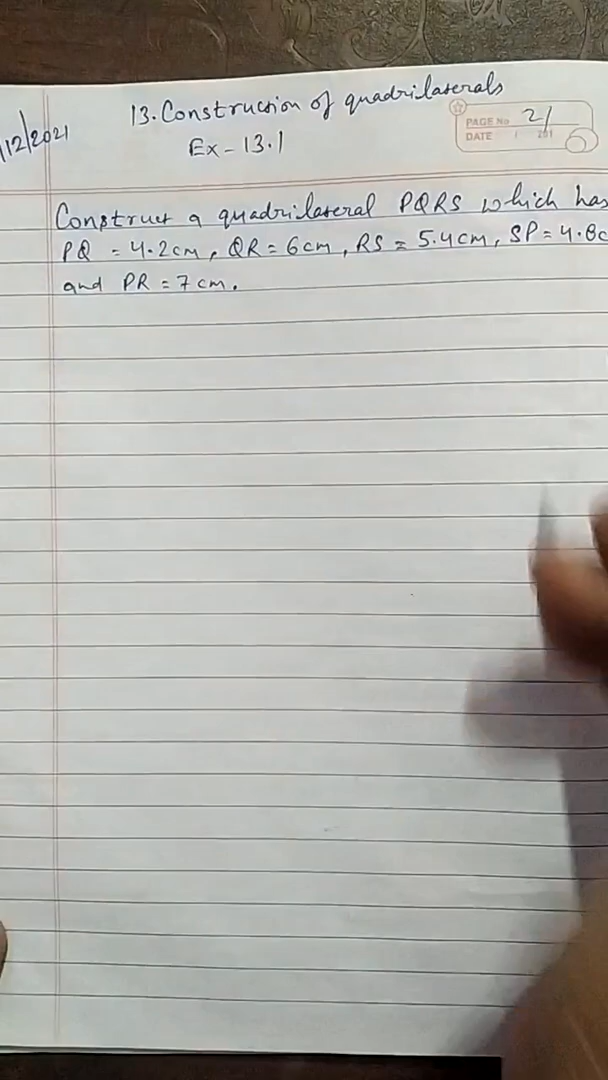 /12/2021
13. Construction of quadrilaterals
Ex - 13.1
PAGE No 21
DATE / 201
Construct a quadrilateral PQRS which has
PQ = 4.2cm, QR = 6cm, RS = 5.4cm, SP = 4.8c
and PR = 7cm.